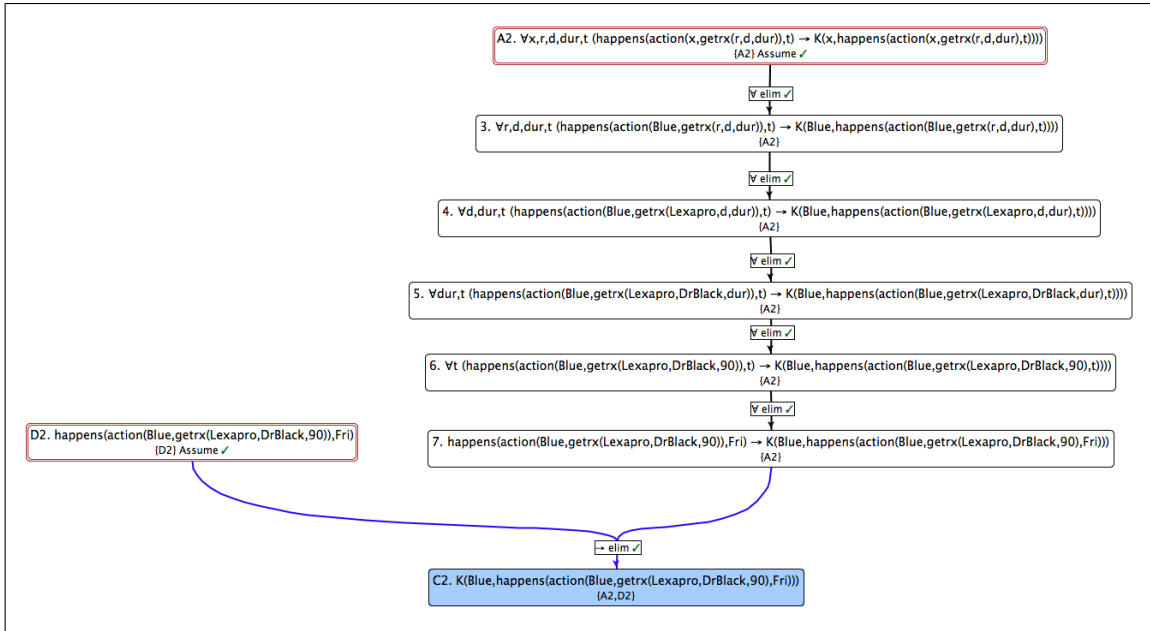 A2. ∀x,r,d,dur,t (happens(action(x,getrx(r,d,dur)),t) → K(x,happens(action(x,getrx(r,d,dur),t))))
{A2} Assume ✓
∀ elim ✓
3. ∀r,d,dur,t (happens(action(Blue,getrx(r,d,dur)),t) → K(Blue,happens(action(Blue,getrx(r,d,dur),t))))
{A2}
∀ elim ✓
4. ∀d,dur,t (happens(action(Blue,getrx(Lexapro,d,dur)),t) → K(Blue,happens(action(Blue,getrx(Lexapro,d,dur),t))))
{A2}
∀ elim ✓
5. ∀dur,t (happens(action(Blue,getrx(Lexapro,DrBlack,dur)),t) → K(Blue,happens(action(Blue,getrx(Lexapro,DrBlack,dur),t))))
{A2}
∀ elim ✓
6. ∀t (happens(action(Blue,getrx(Lexapro,DrBlack,90)),t) → K(Blue,happens(action(Blue,getrx(Lexapro,DrBlack,90),t))))
{A2}
∀ elim ✓
D2. happens(action(Blue,getrx(Lexapro,DrBlack,90)),Fri)
{D2} Assume ✓
7. happens(action(Blue,getrx(Lexapro,DrBlack,90)),Fri) → K(Blue,happens(action(Blue,getrx(Lexapro,DrBlack,90),Fri)))
{A2}
→ elim ✓
C2. K(Blue,happens(action(Blue,getrx(Lexapro,DrBlack,90),Fri)))
{A2,D2}